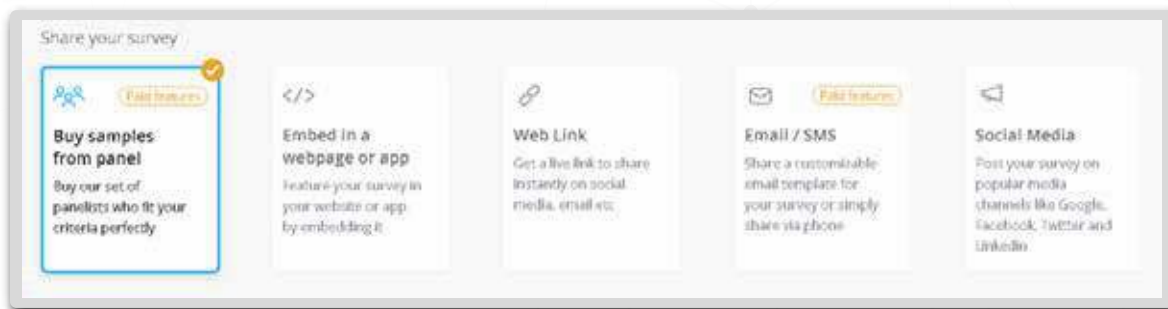 Share your survey
Paid features
Buy samples
from panel
Buy our set of
panelists who fit your
criteria perfectly
</>
Embed in a
webpage or app
Feature your survey in
your website or app
by embedding it
Web Link
Get a live link to share
instantly on social
media, email etc
Paid features
Email / SMS
Share a customizable
email template for
your survey or simply
share via phone
Social Media
Post your survey on
popular media
channels like Google,
Facebook, Twitter and
Linkedin